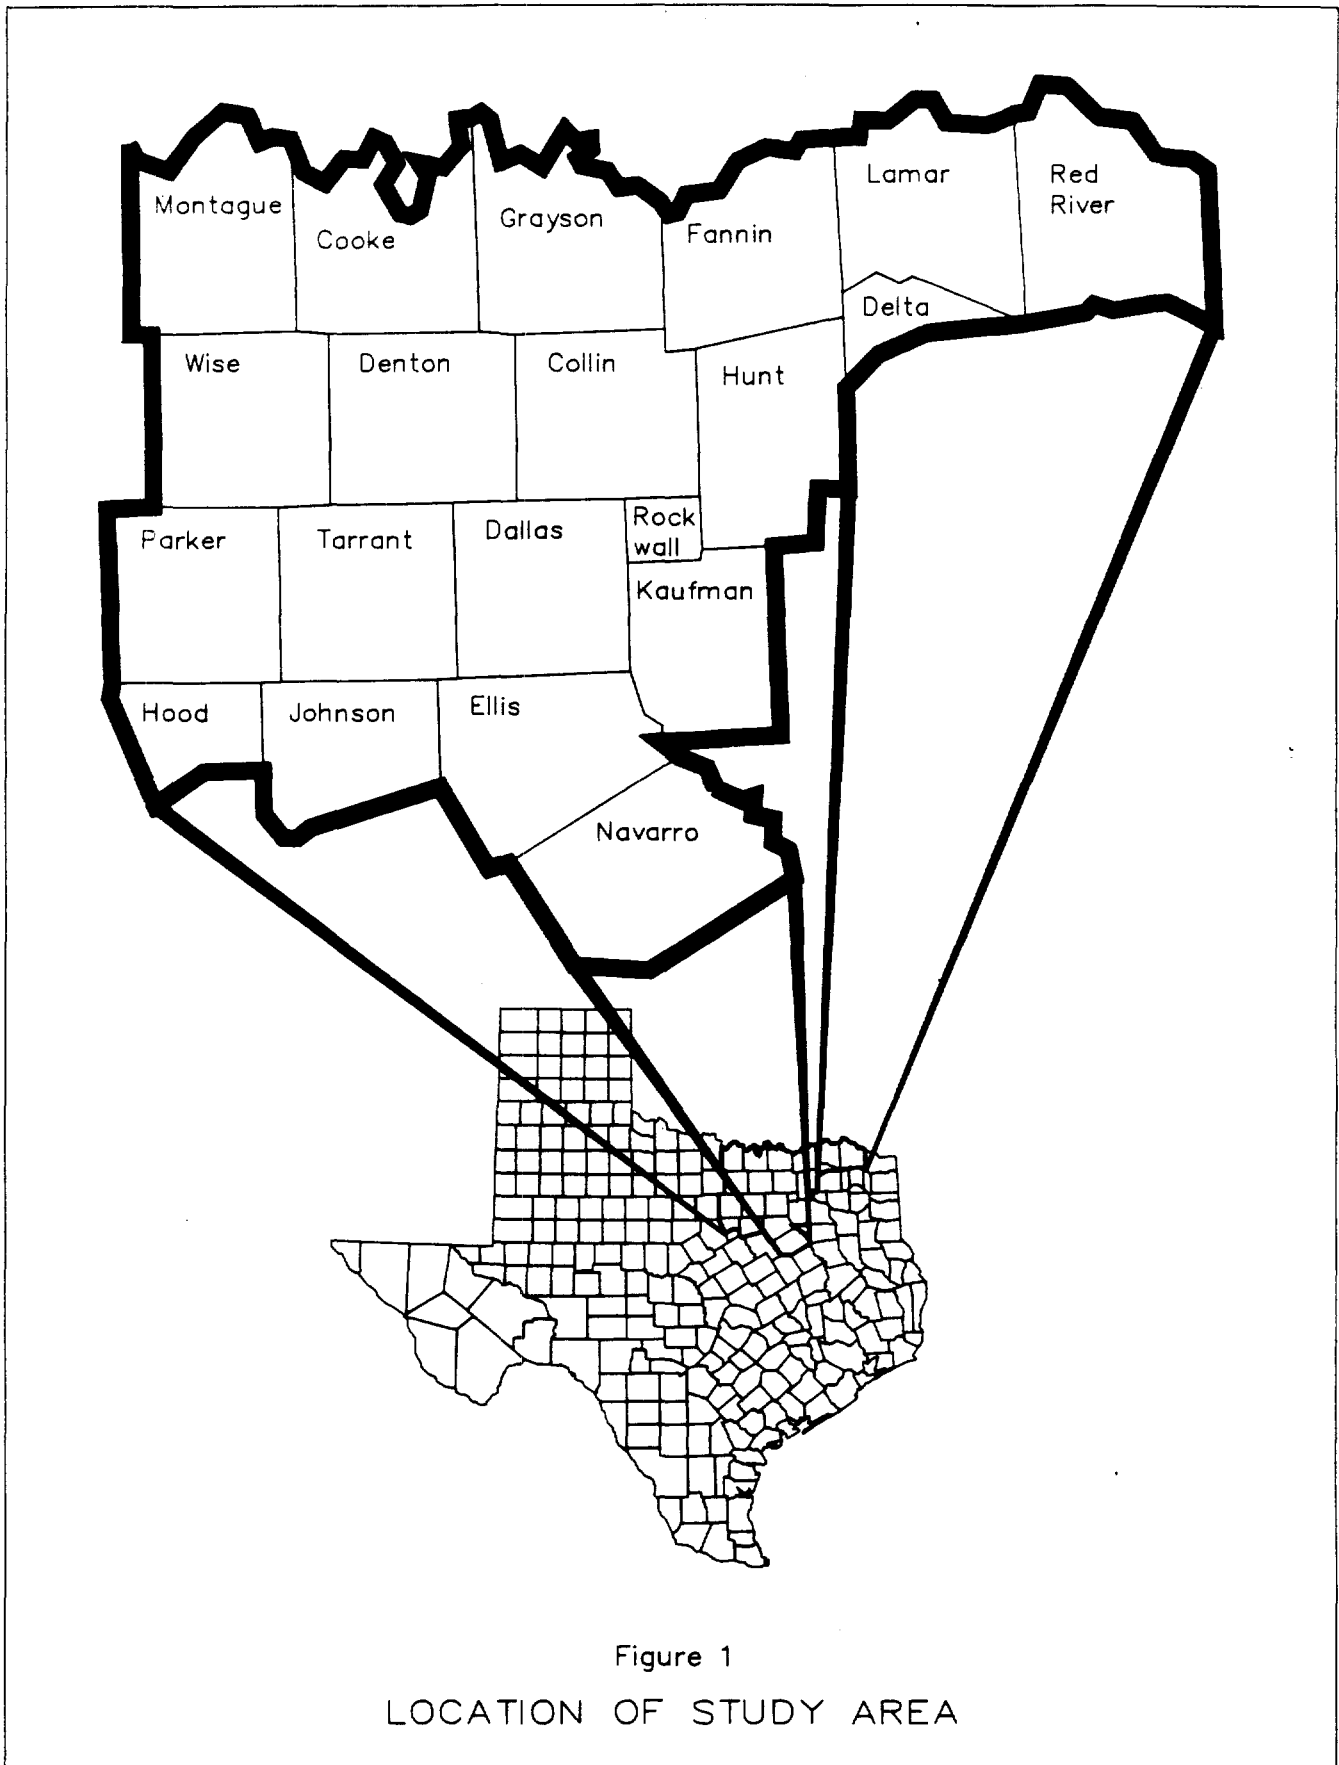 Montague
Cooke
Grayson
Fannin
Lamar
Red
River
Delta
Wise
Denton
Collin
Hunt
Parker
Tarrant
Dallas
Rock
wall
Kaufman
Hood
Johnson
Ellis
Navarro
Figure 1
LOCATION OF STUDY AREA